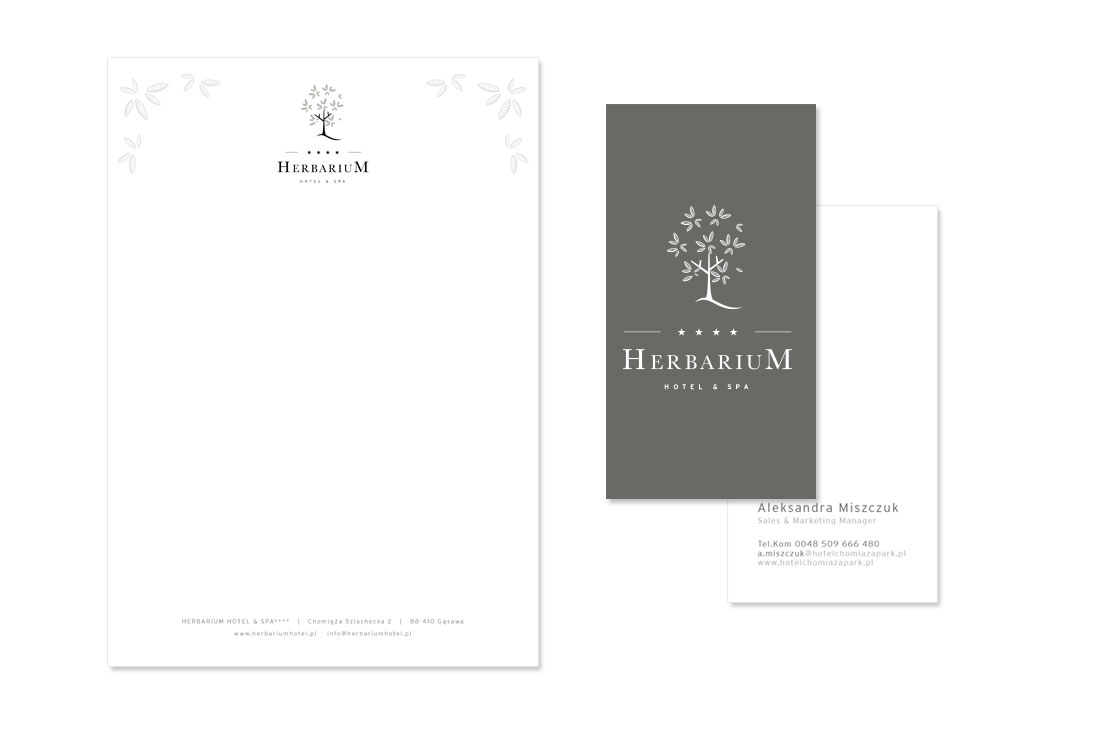 ★ ★ ★ ★
HERBARIUM
HOTEL & SPA
HERBARIUM HOTEL & SPA**** | Chomiąża Szlachecka 2 | 88-410 Gąsawa
www.herbariumhotel.pl info@herbariumhotel.pl
★ ★ ★ ★
HERBARIUM
HOTEL & SPA
Aleksandra Miszczuk
Sales & Marketing Manager
Tel.Kom 0048 509 666 480
a.miszczuk@hotelchomiazapark.pl
www.hotelchomiazapark.pl